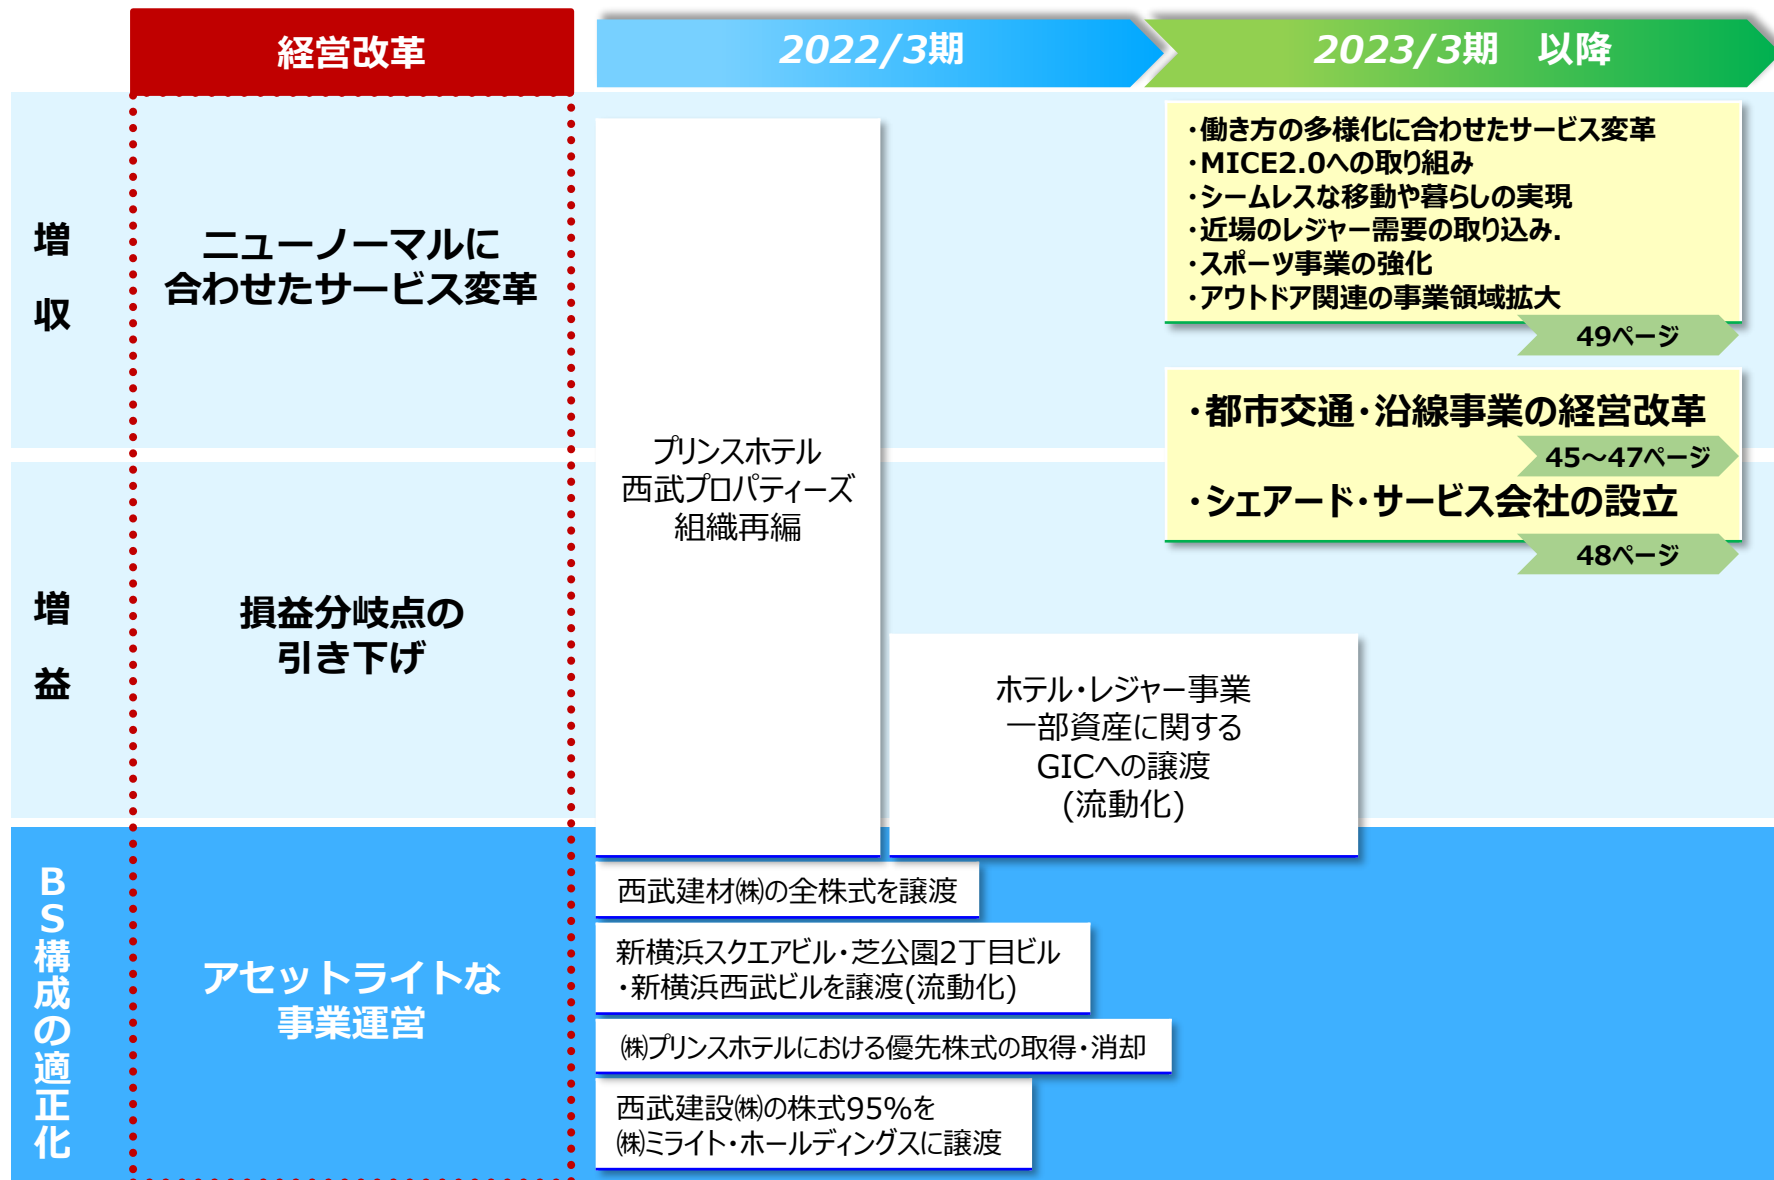 経営改革
2022/3期
2023/3期　以降
増
収
ニューノーマルに
合わせたサービス変革
・働き方の多様化に合わせたサービス変革
・MICE2.0への取り組み
・シームレスな移動や暮らしの実現
・近場のレジャー需要の取り込み.
・スポーツ事業の強化
・アウトドア関連の事業領域拡大
49ページ
・都市交通・沿線事業の経営改革
45～47ページ
・シェアード・サービス会社の設立
48ページ
プリンスホテル
西武プロパティーズ
組織再編
増
益
損益分岐点の
引き下げ
ホテル・レジャー事業
一部資産に関する
GICへの譲渡
(流動化)
BS構成の適正化
アセットライトな
事業運営
西武建材㈱の全株式を譲渡
新横浜スクエアビル・芝公園2丁目ビル
・新横浜西武ビルを譲渡(流動化)
㈱プリンスホテルにおける優先株式の取得・消却
西武建設㈱の株式95%を
㈱ミライト・ホールディングスに譲渡